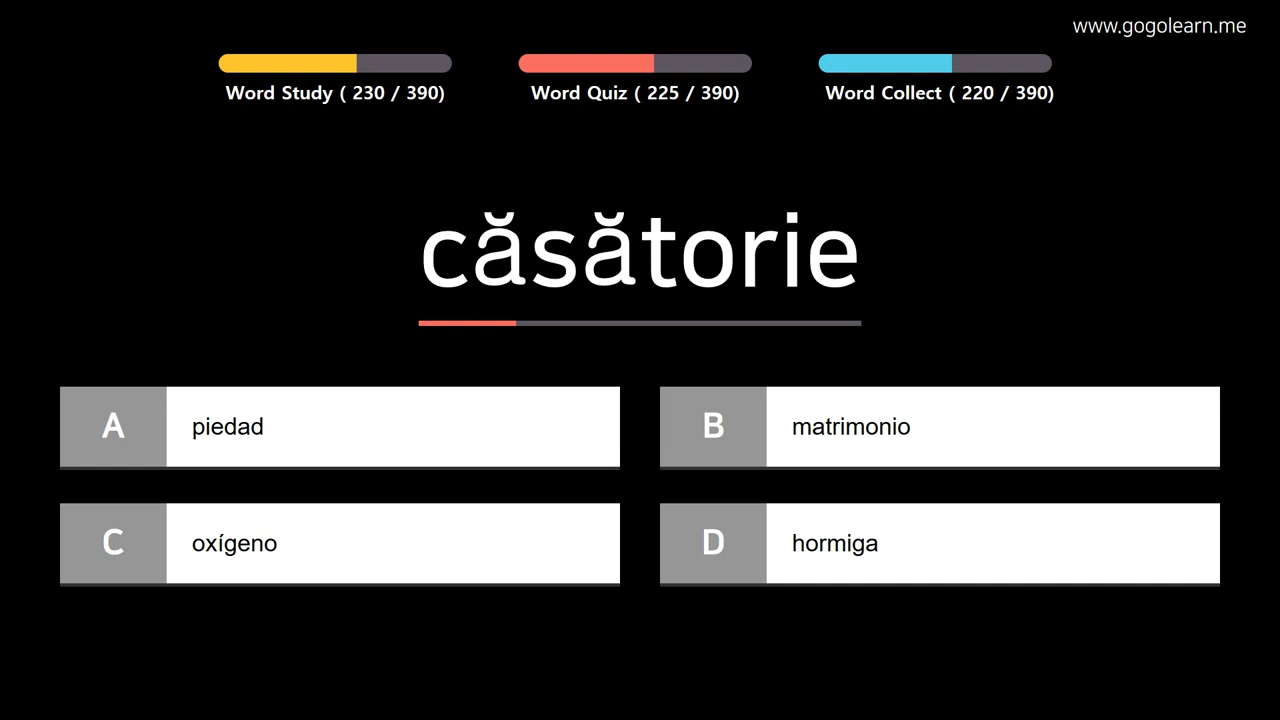 www.gogolearn.me
Word Study ( 230 / 390)
Word Quiz ( 225 / 390)
Word Collect ( 220 / 390)
căsătorie
A piedad
B matrimonio
C oxígeno
D hormiga